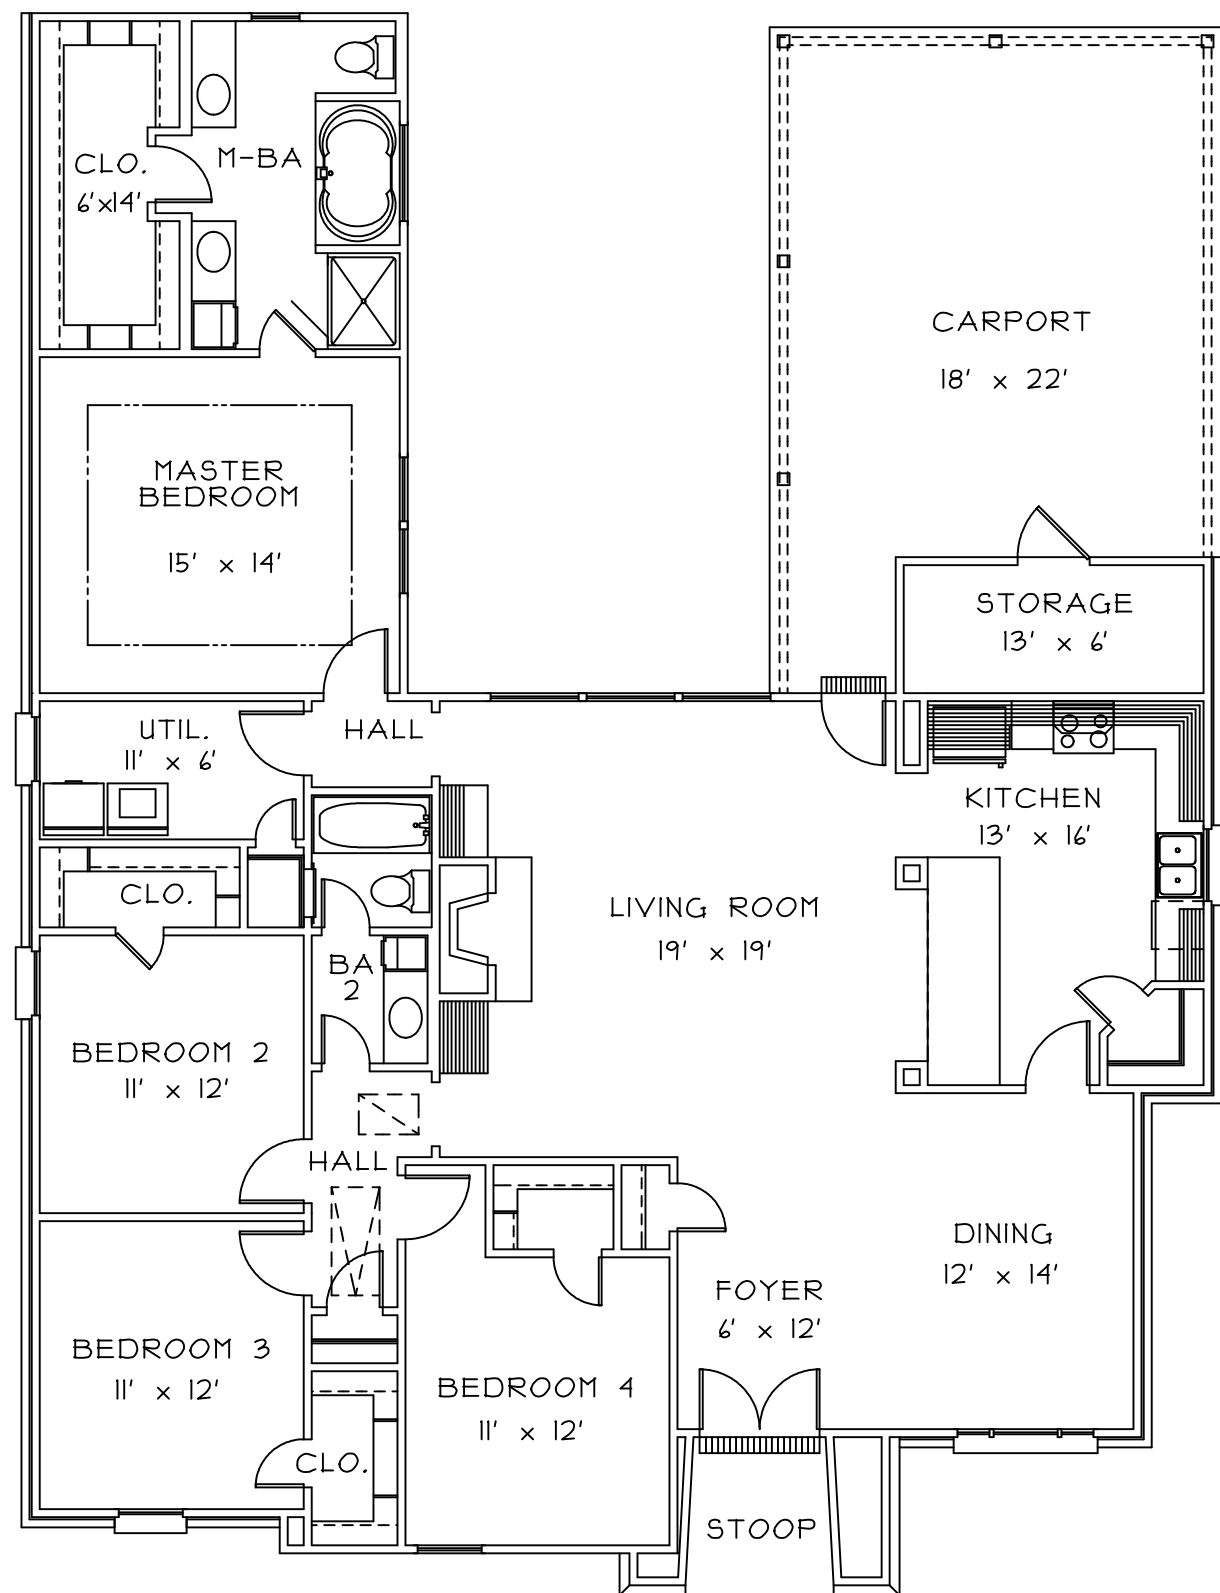 CLO.
6'x14'
M-BA
CARPORT
18' x 22'
MASTER
BEDROOM
15' x 14'
STORAGE
13' x 6'
UTIL.
11' x 6'
HALL
KITCHEN
13' x 16'
CLO.
LIVING ROOM
19' x 19'
BA
2
BEDROOM 2
11' x 12'
HALL
DINING
12' x 14'
FOYER
6' x 12'
BEDROOM 3
11' x 12'
BEDROOM 4
11' x 12'
CLO.
STOOP